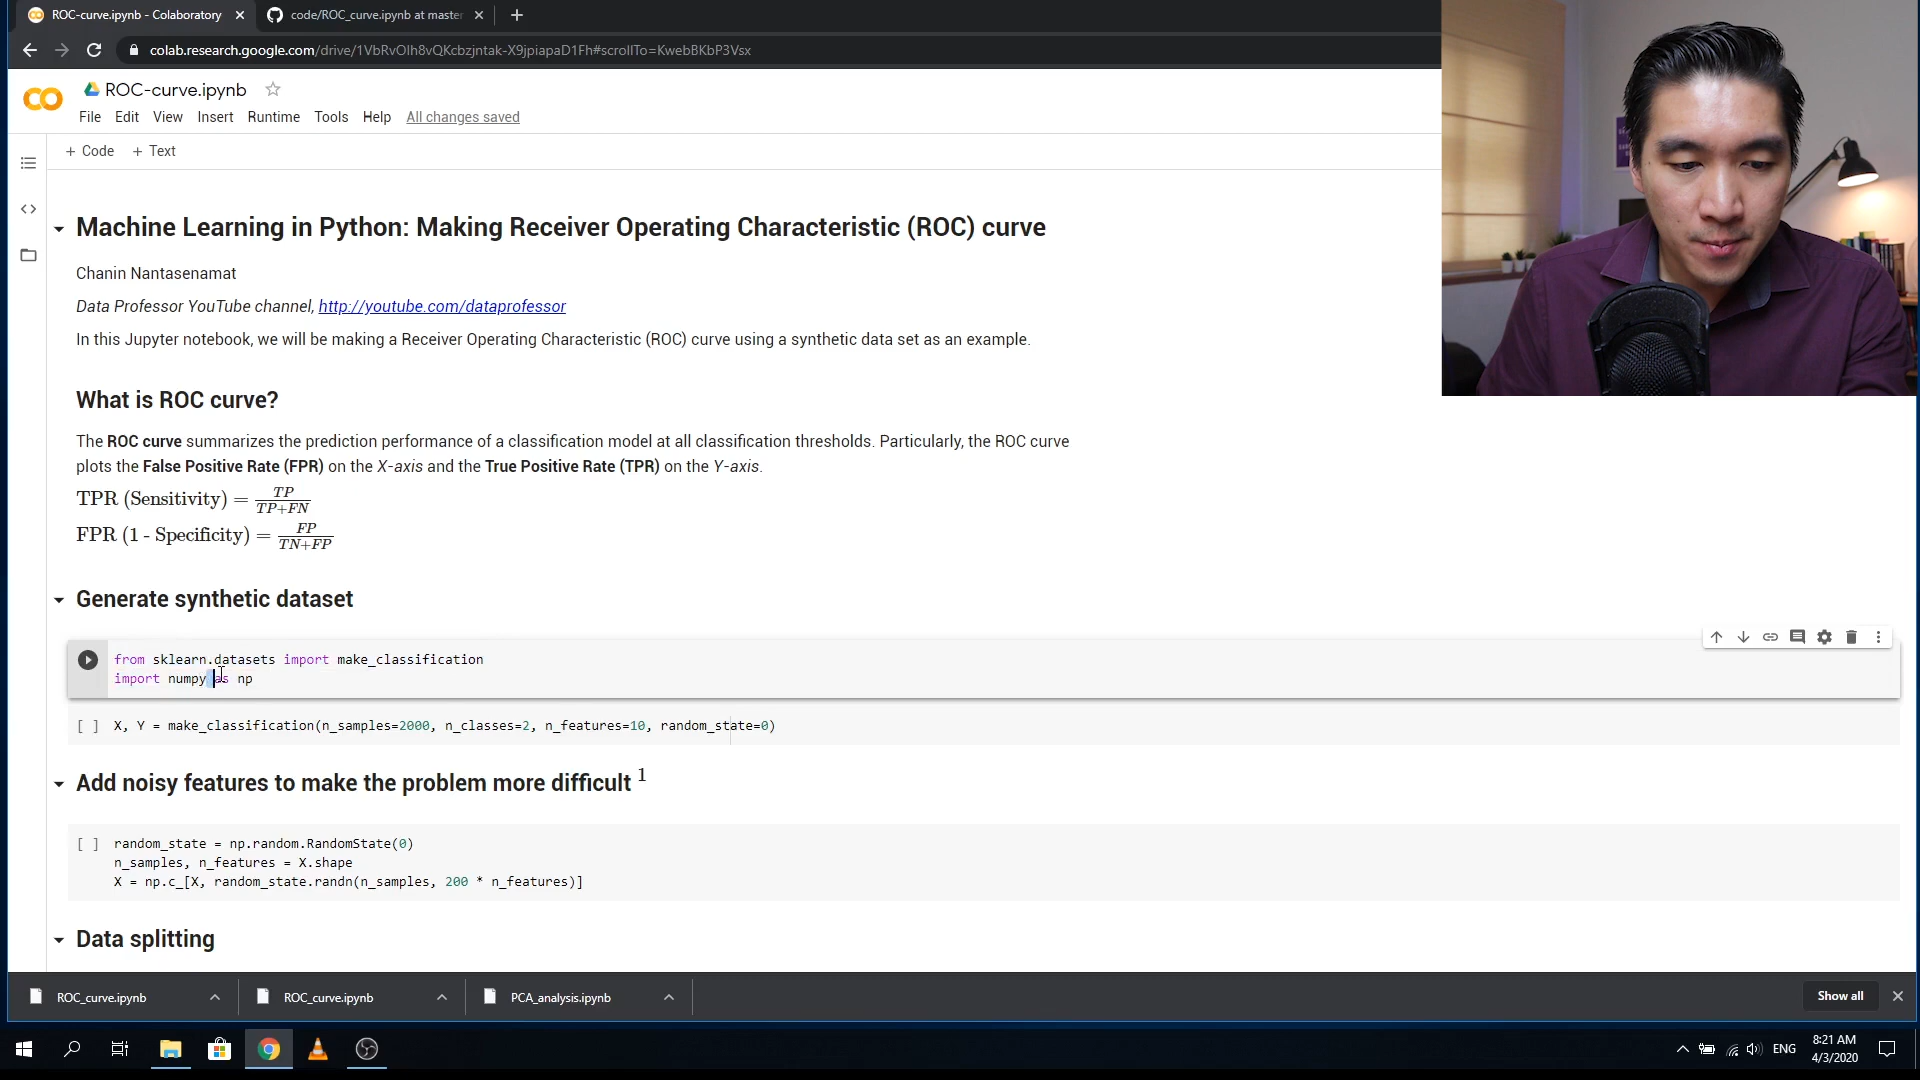 ROC-curve.ipynb - Colaboratory
code/ROC_curve.ipynb at master
colab.research.google.com/drive/1VbRvOlh8vQKcbzjntak-X9jpiapaD1Fh#scrollTo=KwebBKbP3Vsx
ROC-curve.ipynb
File Edit View Insert Runtime Tools Help All changes saved
+ Code + Text
Machine Learning in Python: Making Receiver Operating Characteristic (ROC) curve
Chanin Nantasenamat
Data Professor YouTube channel, http://youtube.com/dataprofessor
In this Jupyter notebook, we will be making a Receiver Operating Characteristic (ROC) curve using a synthetic data set as an example.
What is ROC curve?
The ROC curve summarizes the prediction performance of a classification model at all classification thresholds. Particularly, the ROC curve
plots the False Positive Rate (FPR) on the X-axis and the True Positive Rate (TPR) on the Y-axis.
TPR (Sensitivity) = TP / TP+FN
FPR (1 - Specificity) = FP / TN+FP
Generate synthetic dataset
from sklearn.datasets import make_classification
import numpy as np
[ ] X, Y = make_classification(n_samples=2000, n_classes=2, n_features=10, random_state=0)
Add noisy features to make the problem more difficult 1
[ ] random_state = np.random.RandomState(0)
n_samples, n_features = X.shape
X = np.c_[X, random_state.randn(n_samples, 200 * n_features)]
Data splitting
ROC_curve.ipynb
ROC_curve.ipynb
PCA_analysis.ipynb
Show all
ENG
8:21 AM
4/3/2020